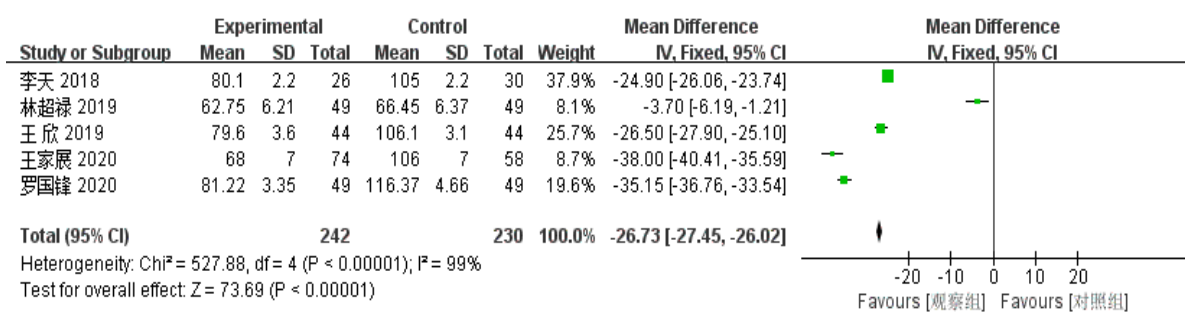 Experimental Control Mean Difference Mean Difference
Study or Subgroup Mean SD Total Mean SD Total Weight IV, Fixed, 95% CI IV, Fixed, 95% CI
李天 2018 80.1 2.2 26 105 2.2 30 37.9% -24.90 [-26.06, -23.74]
林超禄 2019 62.75 6.21 49 66.45 6.37 49 8.1% -3.70 [-6.19, -1.21]
王 欣 2019 79.6 3.6 44 106.1 3.1 44 25.7% -26.50 [-27.90, -25.10]
王家展 2020 68 7 74 106 7 58 8.7% -38.00 [-40.41, -35.59]
罗国锋 2020 81.22 3.35 49 116.37 4.66 49 19.6% -35.15 [-36.76, -33.54]
Total (95% CI) 242 230 100.0% -26.73 [-27.45, -26.02]
Heterogeneity: Chi² = 527.88, df = 4 (P < 0.00001); I² = 99%
Test for overall effect: Z = 73.69 (P < 0.00001)
-20 -10 0 10 20
Favours [观察组] Favours [对照组]